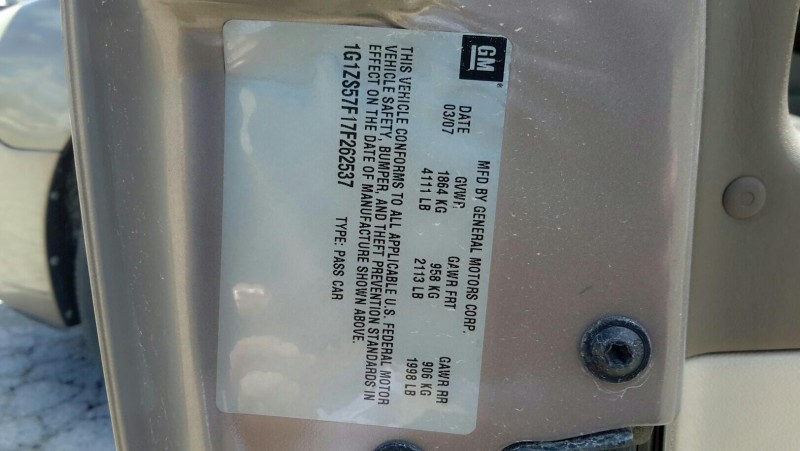 GM
MFD BY GENERAL MOTORS CORP.
DATE GVWR GAWR FRT GAWR RR
03/07 1864 KG 958 KG 906 KG
4111 LB 2113 LB 1998 LB
THIS VEHICLE CONFORMS TO ALL APPLICABLE U.S. FEDERAL MOTOR
VEHICLE SAFETY, BUMPER, AND THEFT PREVENTION STANDARDS IN
EFFECT ON THE DATE OF MANUFACTURE SHOWN ABOVE.
1G1ZS57F17F262537 TYPE: PASS CAR